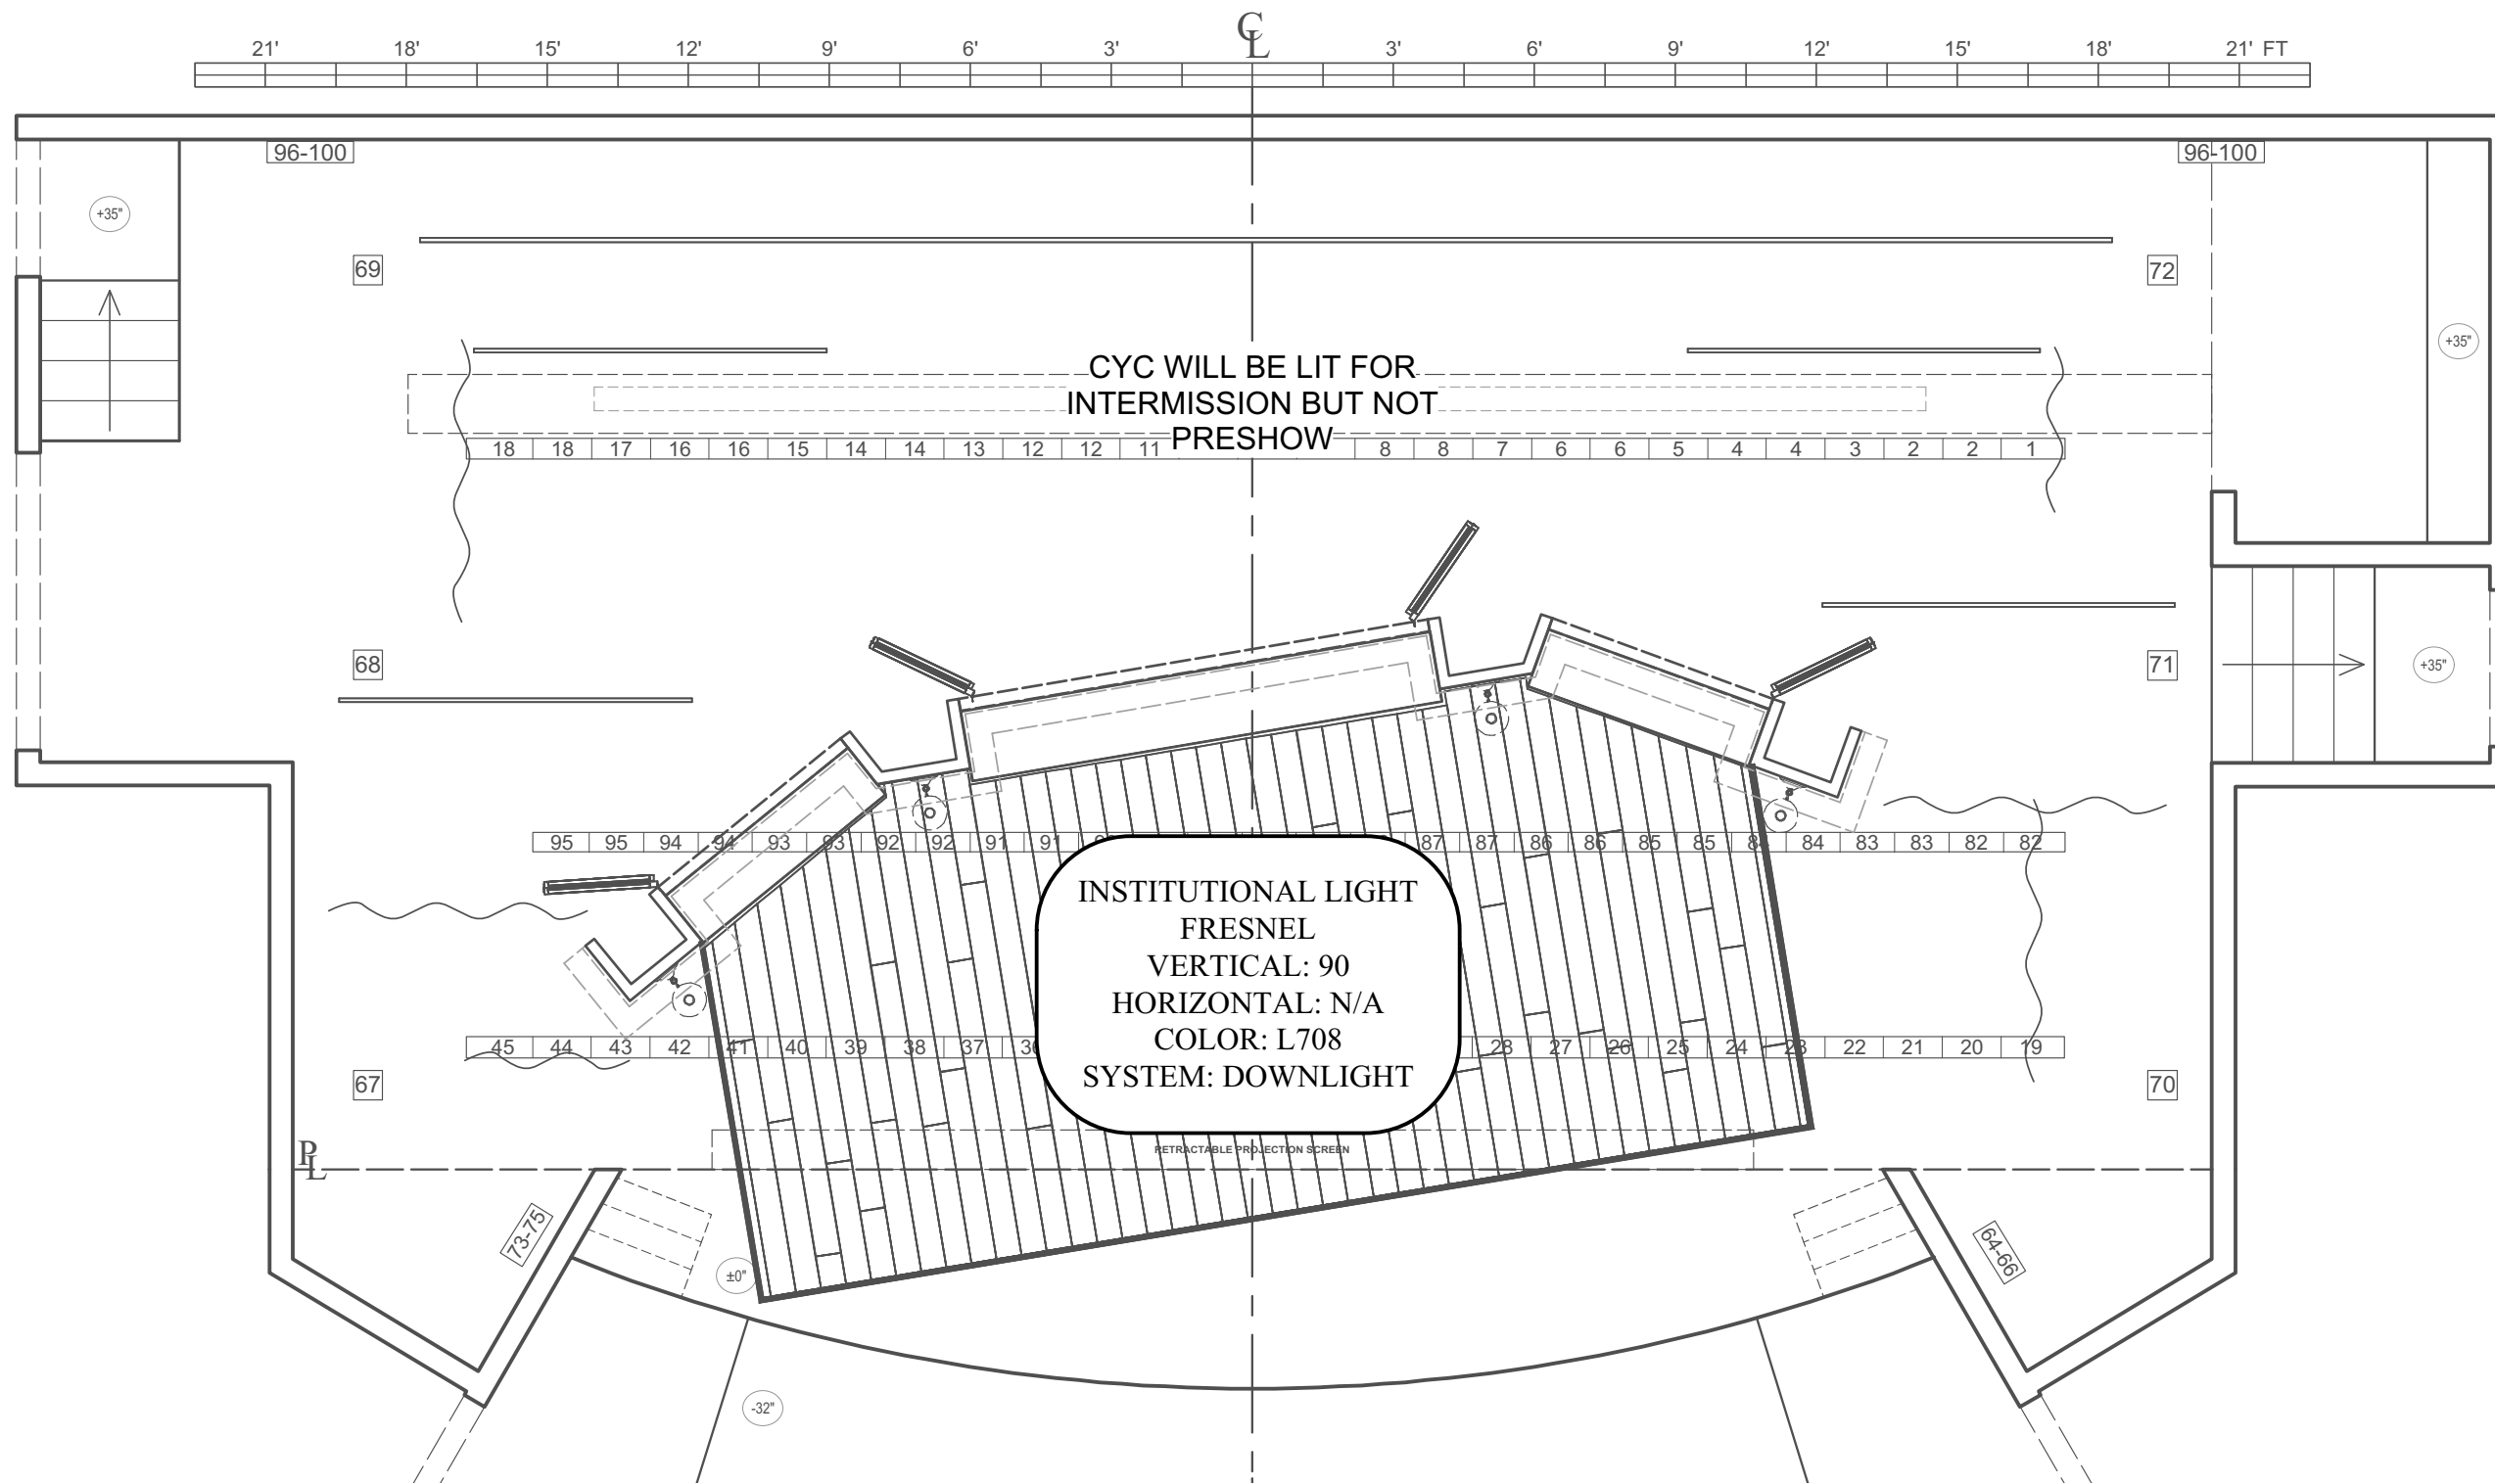 CL
21' 18' 15' 12' 9' 6' 3' 3' 6' 9' 12' 15' 18' 21' FT
96-100 96-100
+35"
69 72
+35"
CYC WILL BE LIT FOR
INTERMISSION BUT NOT
PRESHOW
18 18 17 16 16 15 14 14 13 12 12 11 8 8 7 6 6 5 4 4 3 2 2 1
68 71 +35"
95 95 94 94 93 93 92 92 91 91 87 87 86 86 85 85 84 84 83 83 82 82
INSTITUTIONAL LIGHT
FRESNEL
VERTICAL: 90
HORIZONTAL: N/A
COLOR: L708
SYSTEM: DOWNLIGHT
45 44 43 42 41 40 39 38 37 28 27 26 25 24 23 22 21 20 19
67 70
RETRACTABLE PROJECTION SCREEN
PL
73-75 64-66
±0"
-32"